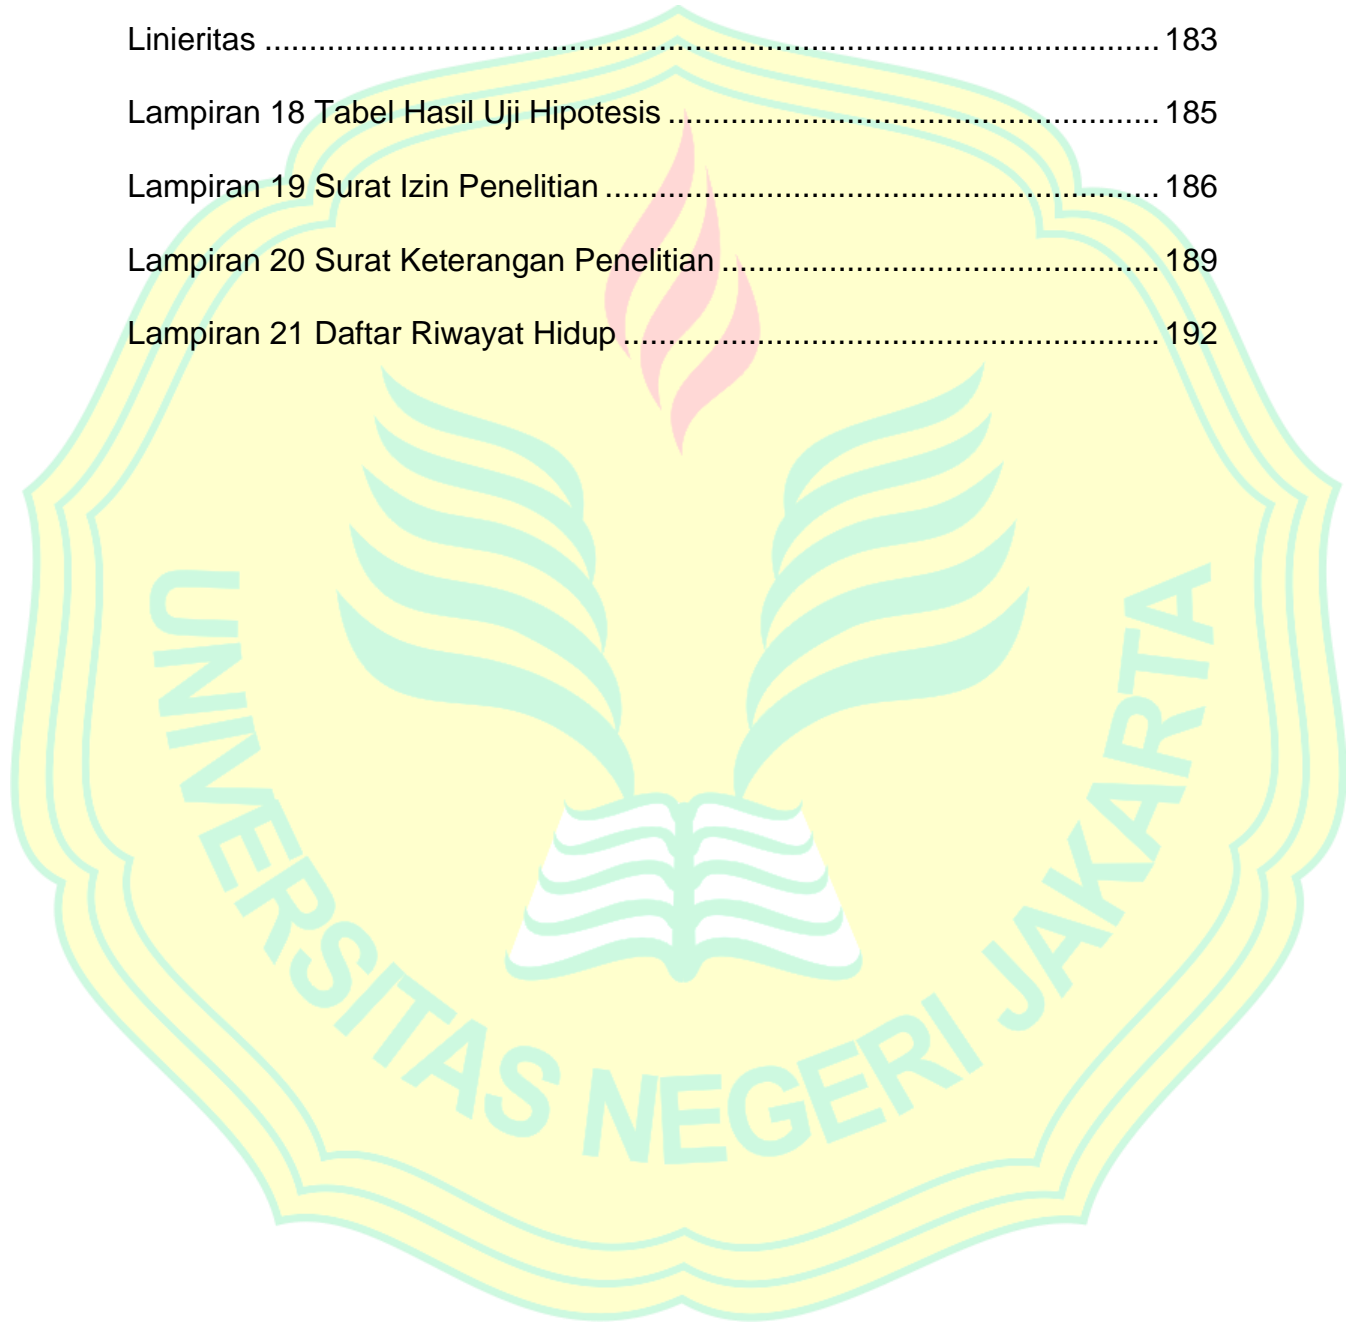 Linieritas ..................................................................................................... 183
Lampiran 18 Tabel Hasil Uji Hipotesis ....................................................... 185
Lampiran 19 Surat Izin Penelitian .............................................................. 186
Lampiran 20 Surat Keterangan Penelitian ................................................. 189
Lampiran 21 Daftar Riwayat Hidup ............................................................ 192
UNIVERSITAS NEGERI JAKARTA